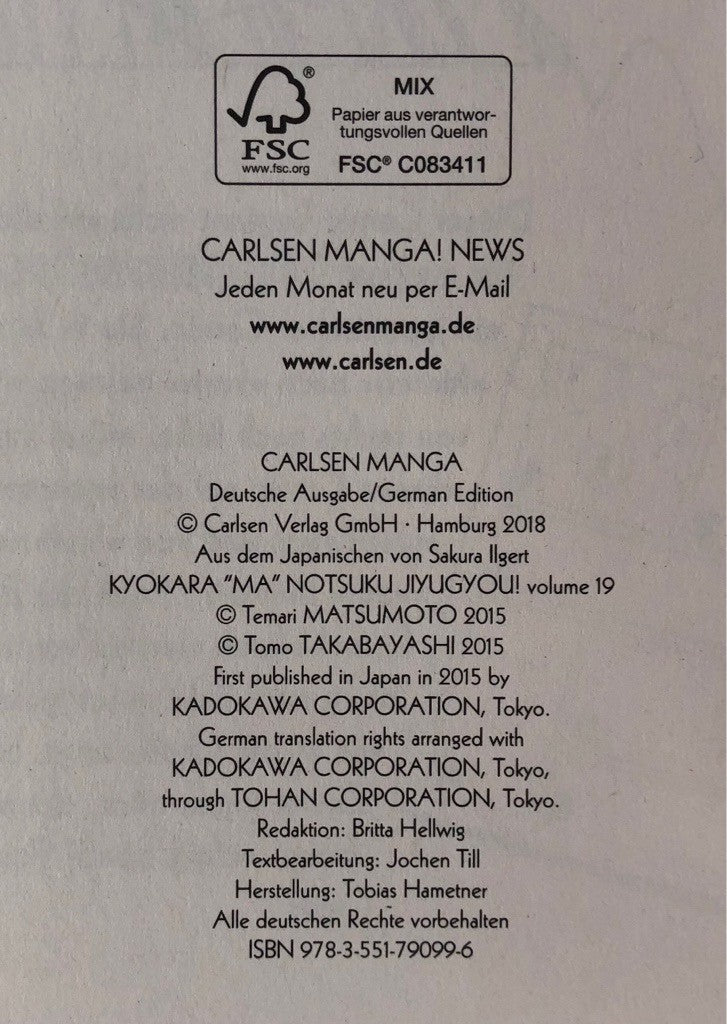 ®
FSC
www.fsc.org
MIX
Papier aus verantwor-
tungsvollen Quellen
FSC® C083411
CARLSEN MANGA! NEWS
Jeden Monat neu per E-Mail
www.carlsenmanga.de
www.carlsen.de
CARLSEN MANGA
Deutsche Ausgabe/German Edition
© Carlsen Verlag GmbH · Hamburg 2018
Aus dem Japanischen von Sakura Ilgert
KYOKARA "MA" NOTSUKU JIYUGYOU! volume 19
© Temari MATSUMOTO 2015
© Tomo TAKABAYASHI 2015
First published in Japan in 2015 by
KADOKAWA CORPORATION, Tokyo.
German translation rights arranged with
KADOKAWA CORPORATION, Tokyo,
through TOHAN CORPORATION, Tokyo.
Redaktion: Britta Hellwig
Textbearbeitung: Jochen Till
Herstellung: Tobias Hametner
Alle deutschen Rechte vorbehalten
ISBN 978-3-551-79099-6